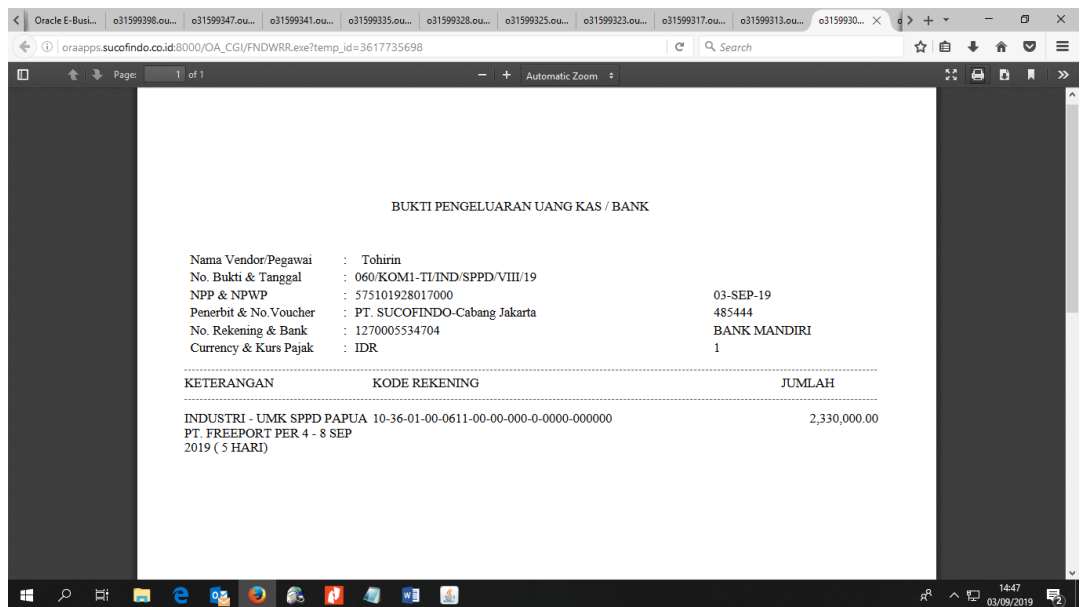 Oracle E-Busi... o31599398.ou... o31599347.ou... o31599341.ou... o31599335.ou... o31599328.ou... o31599325.ou... o31599323.ou... o31599317.ou... o31599313.ou... o3159930...
oraapps.sucofindo.co.id:8000/OA_CGI/FNDWRR.exe?temp_id=3617735698 Search
Page: 1 of 1 Automatic Zoom
BUKTI PENGELUARAN UANG KAS / BANK
Nama Vendor/Pegawai : Tohirin
No. Bukti & Tanggal : 060/KOM1-TI/IND/SPPD/VIII/19
NPP & NPWP : 575101928017000 03-SEP-19
Penerbit & No.Voucher : PT. SUCOFINDO-Cabang Jakarta 485444
No. Rekening & Bank : 1270005534704 BANK MANDIRI
Currency & Kurs Pajak : IDR 1
KETERANGAN KODE REKENING JUMLAH
INDUSTRI - UMK SPPD PAPUA 10-36-01-00-0611-00-00-000-0-0000-000000 2,330,000.00
PT. FREEPORT PER 4 - 8 SEP
2019 ( 5 HARI)
14:47
03/09/2019
2